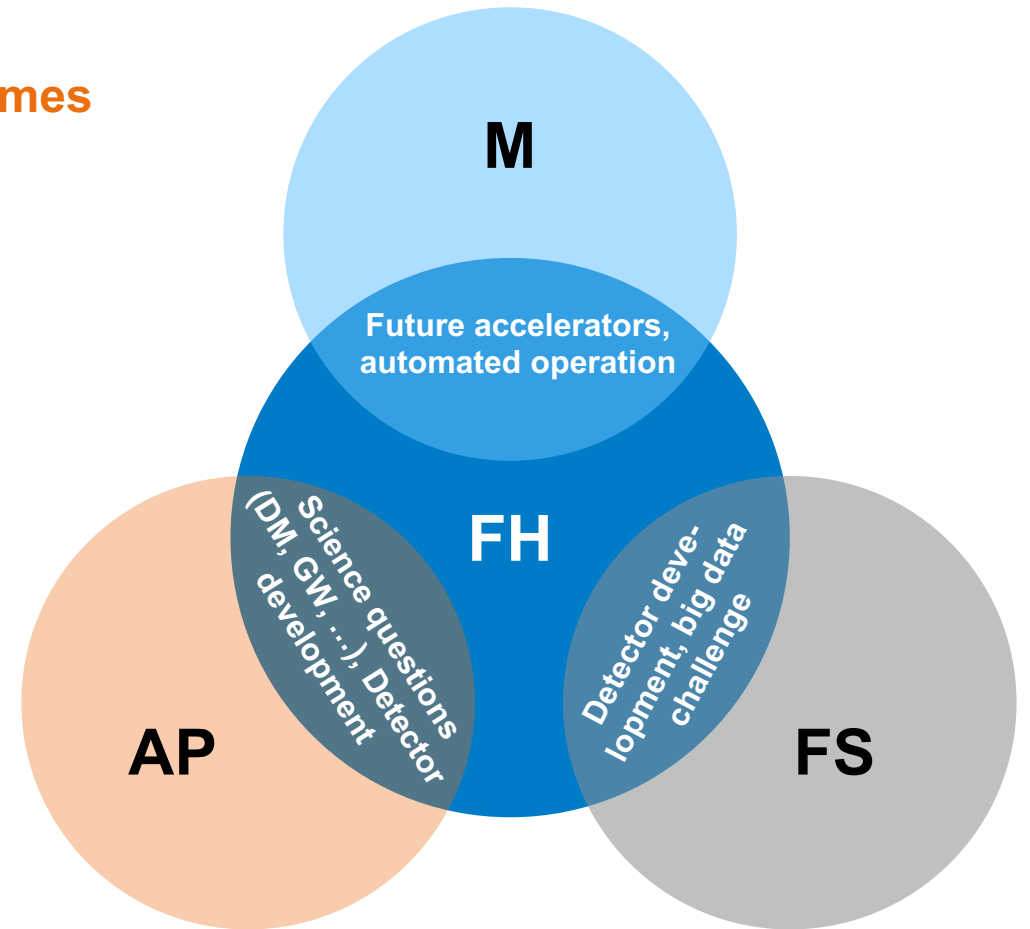 mes
M
Future accelerators,
automated operation
FH
Science questions
(DM, GW, ...), Detector
development
Detector deve-
lopment, big data
challenge
AP
FS